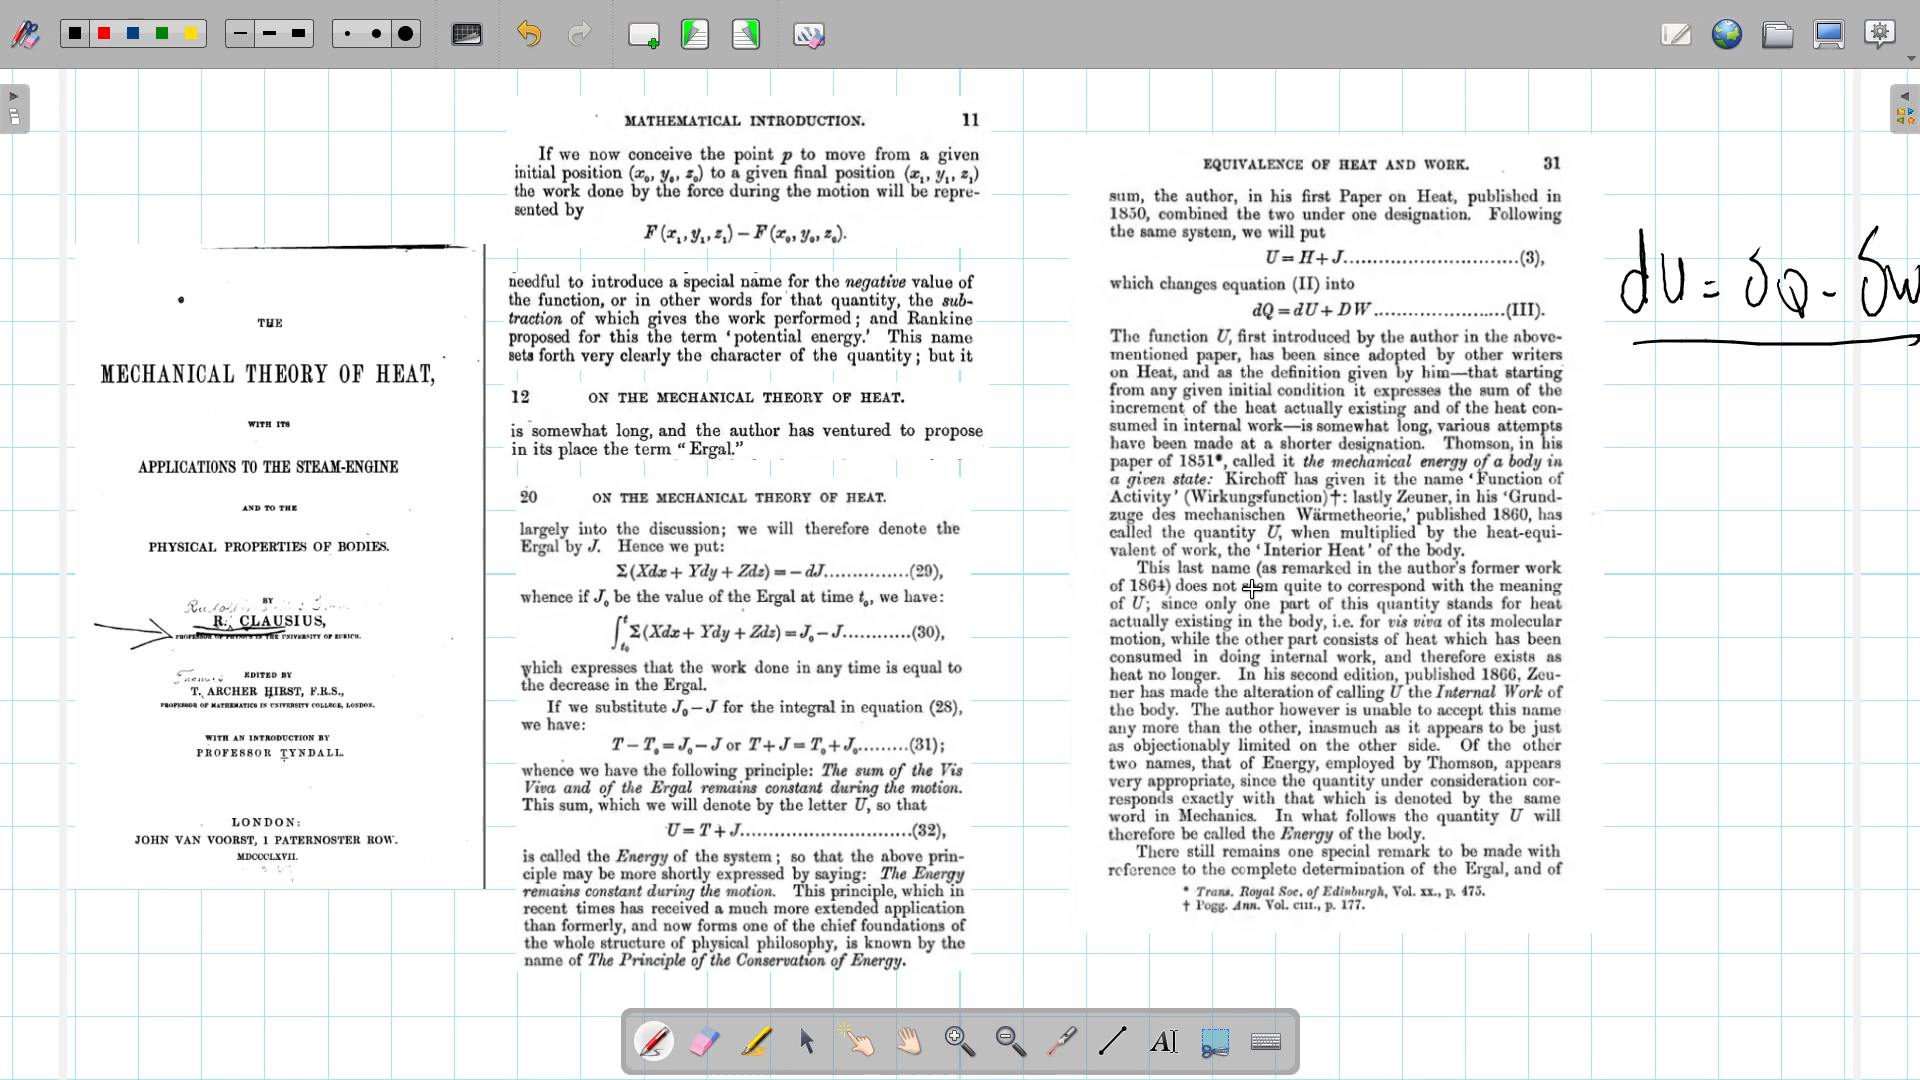 THE
MECHANICAL THEORY OF HEAT,
WITH ITS
APPLICATIONS TO THE STEAM-ENGINE
AND TO THE
PHYSICAL PROPERTIES OF BODIES.
BY
R. CLAUSIUS,
PROFESSOR OF PHYSICS IN THE UNIVERSITY OF ZURICH.
EDITED BY
T. ARCHER HIRST, F.R.S.,
PROFESSOR OF MATHEMATICS IN UNIVERSITY COLLEGE, LONDON.
WITH AN INTRODUCTION BY
PROFESSOR TYNDALL.
LONDON:
JOHN VAN VOORST, 1 PATERNOSTER ROW.
MDCCCLXVII.
MATHEMATICAL INTRODUCTION. 11
If we now conceive the point p to move from a given
initial position (x₀, y₀, z₀) to a given final position (x₁, y₁, z₁)
the work done by the force during the motion will be repre-
sented by
F (x₁, y₁, z₁) – F (x₀, y₀, z₀).
needful to introduce a special name for the negative value of
the function, or in other words for that quantity, the sub-
traction of which gives the work performed; and Rankine
proposed for this the term 'potential energy.' This name
sets forth very clearly the character of the quantity; but it
12 ON THE MECHANICAL THEORY OF HEAT.
is somewhat long, and the author has ventured to propose
in its place the term "Ergal."
20 ON THE MECHANICAL THEORY OF HEAT.
largely into the discussion; we will therefore denote the
Ergal by J. Hence we put:
Σ (Xdx + Ydy + Zdz) = – dJ...............(29),
whence if J₀ be the value of the Ergal at time t₀, we have:
∫ₜ₀ᵗ Σ (Xdx + Ydy + Zdz) = J₀ – J............(30),
which expresses that the work done in any time is equal to
the decrease in the Ergal.
If we substitute J₀ – J for the integral in equation (28),
we have:
T – T₀ = J₀ – J or T + J = T₀ + J₀.........(31);
whence we have the following principle: The sum of the Vis
Viva and of the Ergal remains constant during the motion.
This sum, which we will denote by the letter U, so that
U = T + J..............................(32),
is called the Energy of the system; so that the above prin-
ciple may be more shortly expressed by saying: The Energy
remains constant during the motion. This principle, which in
recent times has received a much more extended application
than formerly, and now forms one of the chief foundations of
the whole structure of physical philosophy, is known by the
name of The Principle of the Conservation of Energy.
EQUIVALENCE OF HEAT AND WORK. 31
sum, the author, in his first Paper on Heat, published in
1850, combined the two under one designation. Following
the same system, we will put
U = H + J..............................(3),
which changes equation (II) into
dQ = dU + DW.......................(III).
The function U, first introduced by the author in the above-
mentioned paper, has been since adopted by other writers
on Heat, and as the definition given by him—that starting
from any given initial condition it expresses the sum of the
increment of the heat actually existing and of the heat con-
sumed in internal work—is somewhat long, various attempts
have been made at a shorter designation. Thomson, in his
paper of 1851*, called it the mechanical energy of a body in
a given state: Kirchoff has given it the name 'Function of
Activity' (Wirkungsfunction)†: lastly Zeuner, in his 'Grund-
zuge des mechanischen Wärmetheorie,' published 1860, has
called the quantity U, when multiplied by the heat-equi-
valent of work, the 'Interior Heat' of the body.
This last name (as remarked in the author's former work
of 1864) does not seem quite to correspond with the meaning
of U; since only one part of this quantity stands for heat
actually existing in the body, i.e. for vis viva of its molecular
motion, while the other part consists of heat which has been
consumed in doing internal work, and therefore exists as
heat no longer. In his second edition, published 1866, Zeu-
ner has made the alteration of calling U the Internal Work of
the body. The author however is unable to accept this name
any more than the other, inasmuch as it appears to be just
as objectionably limited on the other side. Of the other
two names, that of Energy, employed by Thomson, appears
very appropriate, since the quantity under consideration cor-
responds exactly with that which is denoted by the same
word in Mechanics. In what follows the quantity U will
therefore be called the Energy of the body.
There still remains one special remark to be made with
reference to the complete determination of the Ergal, and of
* Trans. Royal Soc. of Edinburgh, Vol. xx., p. 475.
† Pogg. Ann. Vol. CIII., p. 177.
dU = δQ - δW